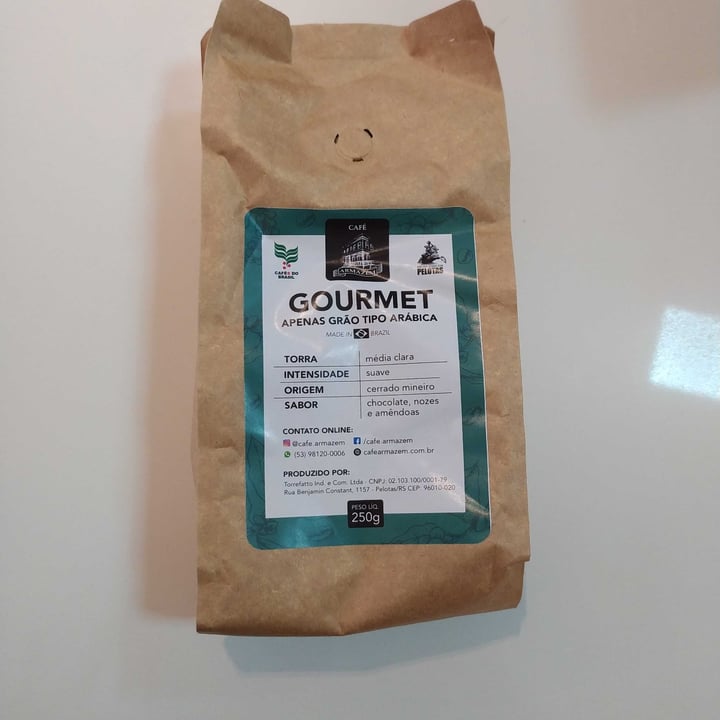 CAFÉ
ARMAZEM
CAFÉS DO
BRASIL
PELOTAS
GOURMET
APENAS GRÃO TIPO ARÁBICA
MADE IN BRAZIL
TORRA média clara
INTENSIDADE suave
ORIGEM cerrado mineiro
SABOR chocolate, nozes
e amêndoas
CONTATO ONLINE:
@cafe.armazem /cafe.armazem
(53) 98120-0006 cafearmazem.com.br
PRODUZIDO POR:
Torrefatto Ind. e Com. Ltda - CNPJ: 02.103.100/0001-79
Rua Benjamin Constant, 1157 - Pelotas/RS CEP: 96010-020
PESO LÍQ.
250g